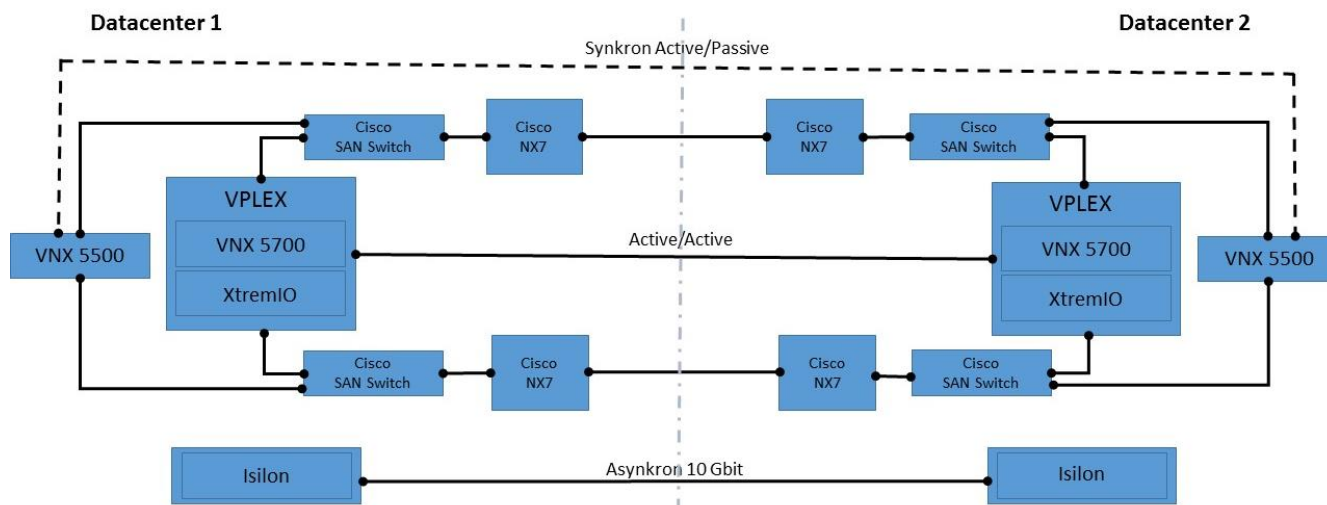 Datacenter 1
Datacenter 2
Synkron Active/Passive
Cisco
SAN Switch
Cisco
NX7
Cisco
NX7
Cisco
SAN Switch
VPLEX
VNX 5700
XtremIO
VNX 5500
Active/Active
VPLEX
VNX 5700
XtremIO
VNX 5500
Cisco
SAN Switch
Cisco
NX7
Cisco
NX7
Cisco
SAN Switch
Isilon
Asynkron 10 Gbit
Isilon